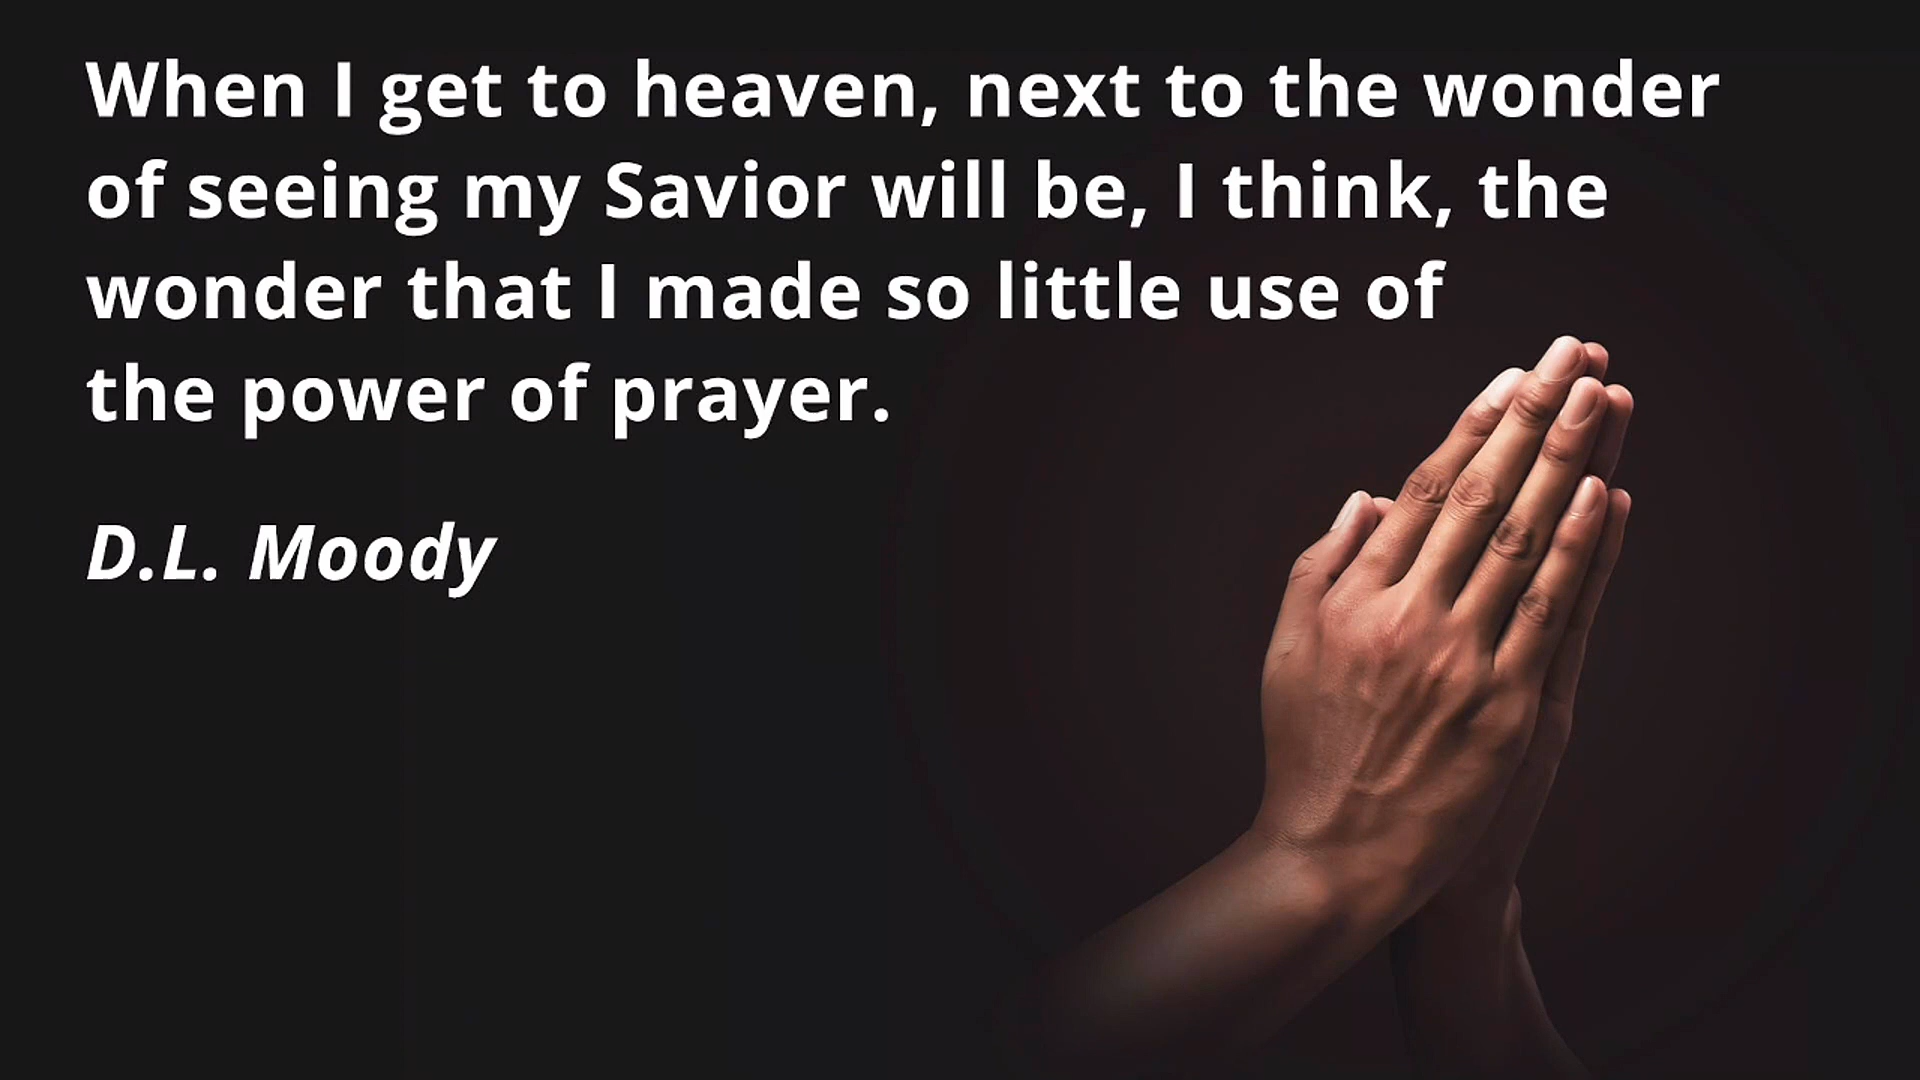 When I get to heaven, next to the wonder
of seeing my Savior will be, I think, the
wonder that I made so little use of
the power of prayer.
D.L. Moody